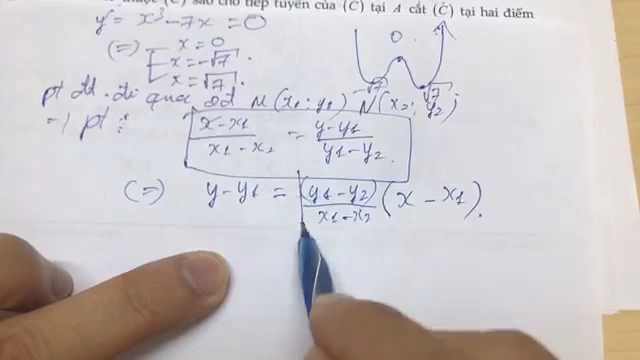 sao cho tiếp tuyến của (C) tại A cắt (C) tại hai điểm
y' = x³ - 7x = 0
(=) x = 0
x = -√7
x = √7.
0
-√7 √7
pt đt đi qua M(x1; y1) N(x2; y2)
=) pt : (x - x1)/(x1 - x2) = (y - y1)/(y1 - y2).
(=) y - y1 = (y1 - y2)/(x1 - x2) (x - x1).